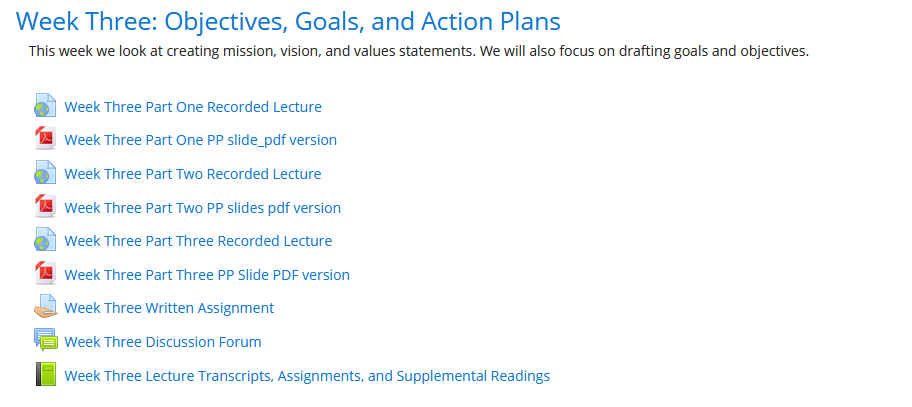 Week Three: Objectives, Goals, and Action Plans
This week we look at creating mission, vision, and values statements. We will also focus on drafting goals and objectives.
Week Three Part One Recorded Lecture
Week Three Part One PP slide_pdf version
Week Three Part Two Recorded Lecture
Week Three Part Two PP slides pdf version
Week Three Part Three Recorded Lecture
Week Three Part Three PP Slide PDF version
Week Three Written Assignment
Week Three Discussion Forum
Week Three Lecture Transcripts, Assignments, and Supplemental Readings